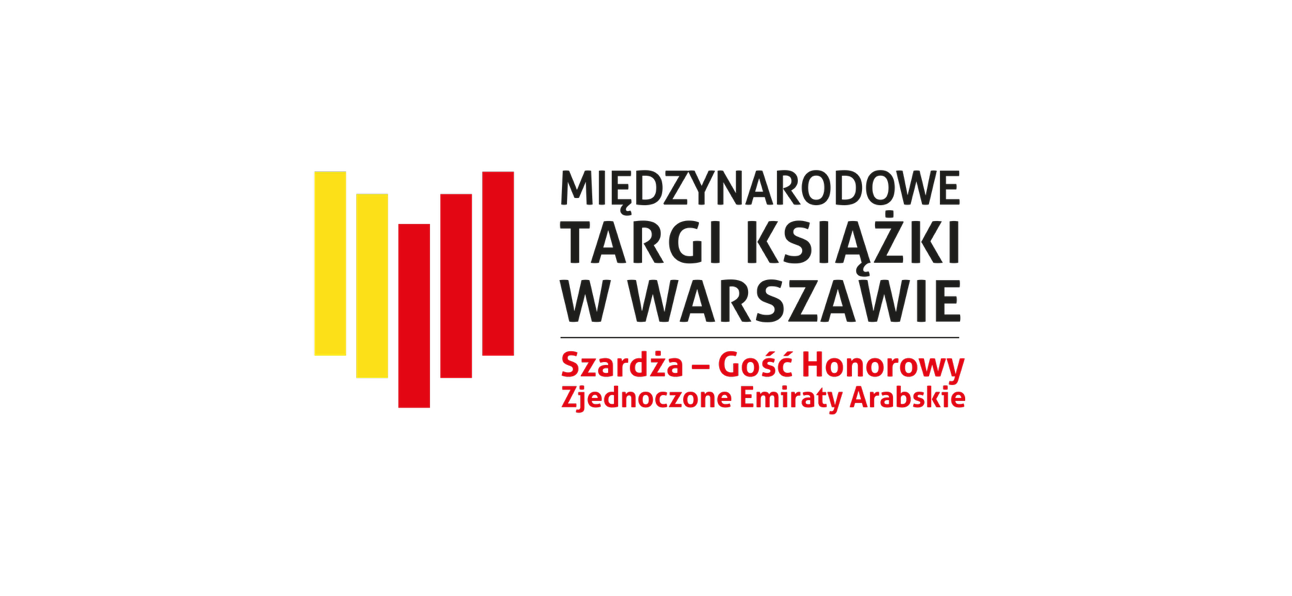 MIĘDZYNARODOWE
TARGI KSIĄŻKI
W WARSZAWIE
Szardża – Gość Honorowy
Zjednoczone Emiraty Arabskie